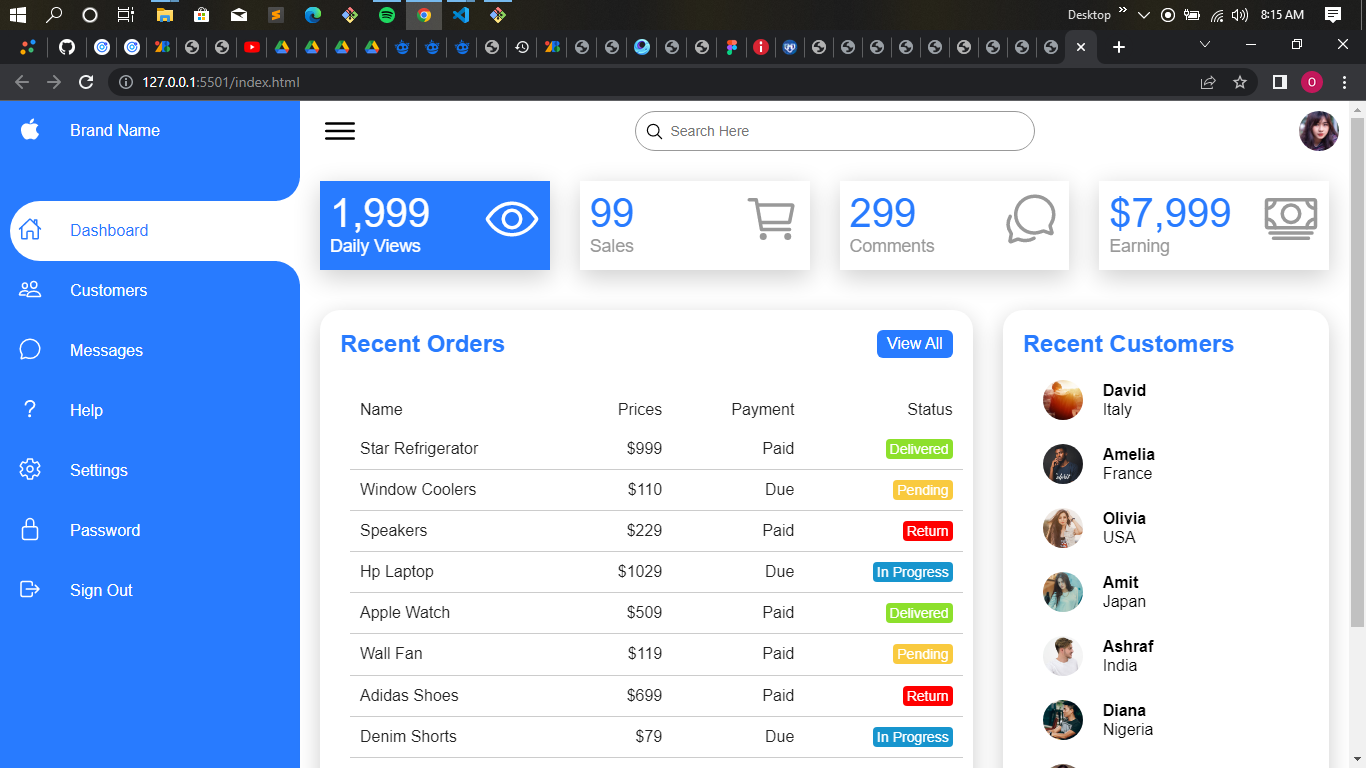 Desktop
8:15 AM
127.0.0.1:5501/index.html
O
Brand Name
Search Here
Dashboard
Customers
Messages
Help
Settings
Password
Sign Out
1,999
Daily Views
99
Sales
299
Comments
$7,999
Earning
Recent Orders
View All
Name Prices Payment Status
Star Refrigerator $999 Paid Delivered
Window Coolers $110 Due Pending
Speakers $229 Paid Return
Hp Laptop $1029 Due In Progress
Apple Watch $509 Paid Delivered
Wall Fan $119 Paid Pending
Adidas Shoes $699 Paid Return
Denim Shorts $79 Due In Progress
Recent Customers
David
Italy
Amelia
France
Olivia
USA
Amit
Japan
Ashraf
India
Diana
Nigeria